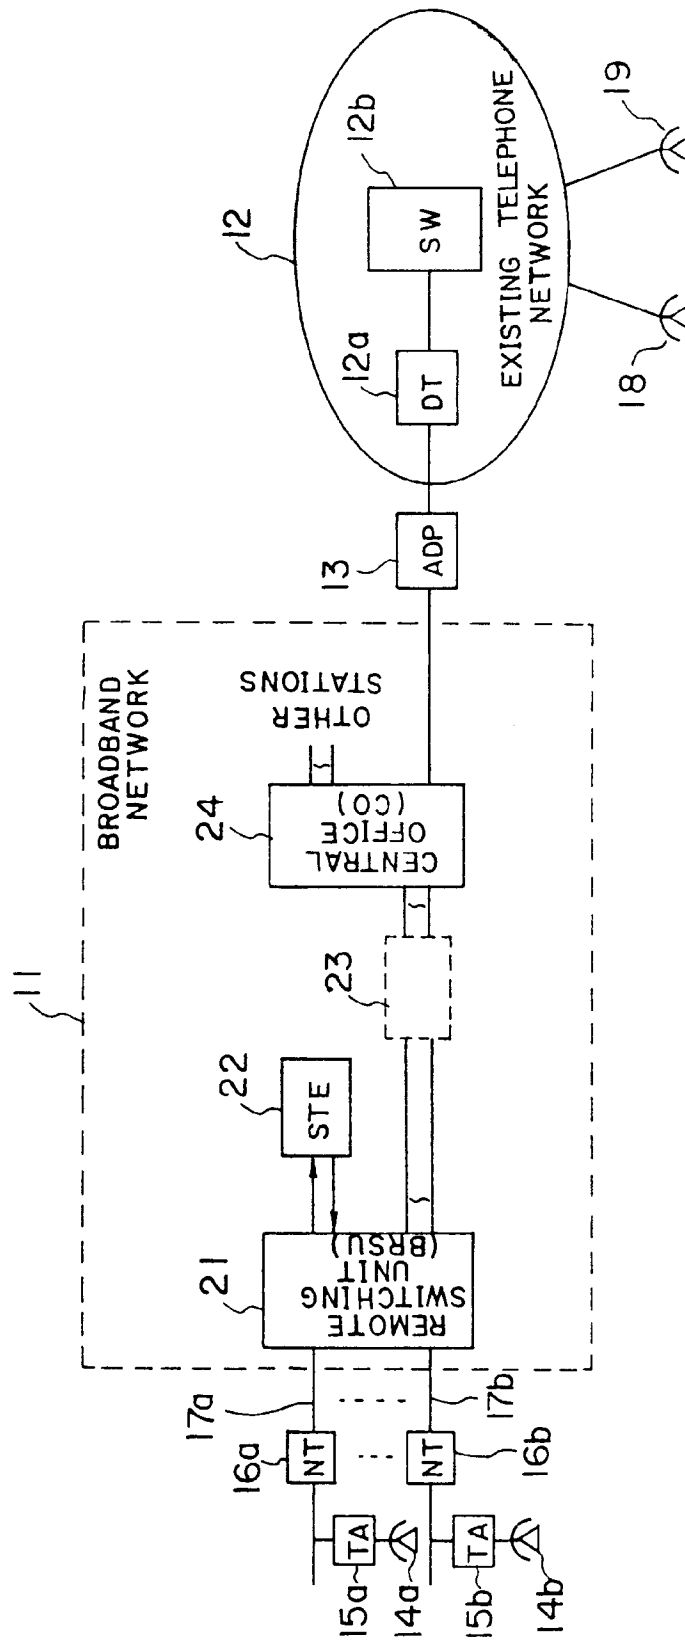 11
BROADBAND
NETWORK
12
12b
SW
12a
DT
EXISTING TELEPHONE
NETWORK
19
18
13
ADP
OTHER
STATIONS
24
CENTRAL
OFFICE
(CO)
23
22
STE
21
REMOTE
SWITCHING
UNIT
(BRSU)
17a
17b
16a
NT
NT
16b
TA
15a
14a
TA
15b
14b